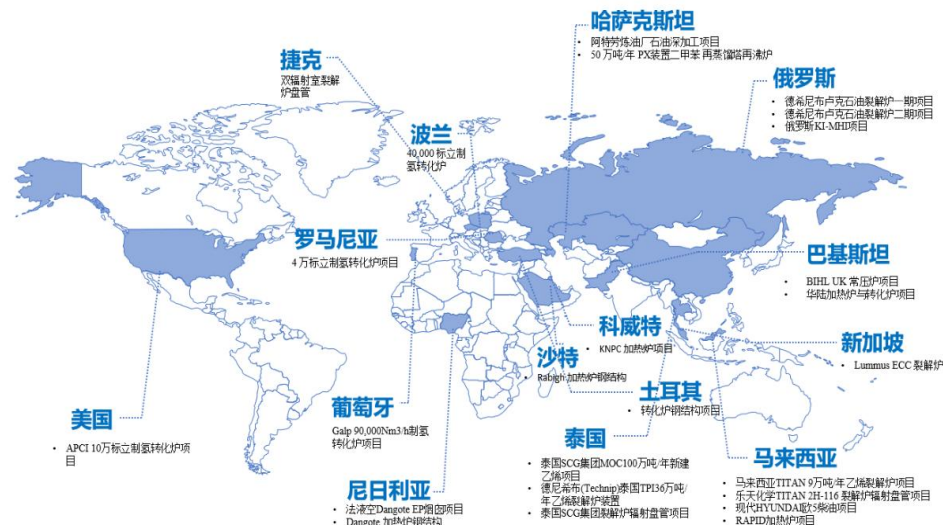 哈萨克斯坦
• 阿特劳炼油厂石油深加工项目
• 50 万吨/年 PX装置二甲苯 再蒸馏塔再沸炉
捷克
双辐射室裂解
炉盘管
俄罗斯
• 德希尼布卢克石油裂解炉一期项目
• 德希尼布卢克石油裂解炉二期项目
• 俄罗斯KI-MHI项目
波兰
40,000 标立制
氢转化炉
罗马尼亚
4 万标立制氢转化炉项目
巴基斯坦
• BIHL UK 常压炉项目
• 华陆加热炉与转化炉项目
科威特
• KNPC 加热炉项目
新加坡
• Lummus ECC 裂解炉
沙特
• Rabigh 加热炉钢结构
土耳其
• 转化炉钢结构项目
美国
• APCI 10万标立制氢转化炉项
目
葡萄牙
Galp 90,000Nm3/h制氢
转化炉项目
泰国
• 泰国SCG集团MOC100万吨/年新建
乙烯项目
• 德尼希布(Technip)泰国TPI36万吨/
年乙烯裂解炉装置
• 泰国SCG集团裂解炉辐射盘管项目
马来西亚
• 马来西亚TITAN 9万吨/年乙烯裂解炉项目
• 乐天化学TITAN 2H-116 裂解炉辐射盘管项目
• 现代HYUNDAI欧5柴油项目
• RAPID加热炉项目
尼日利亚
• 法液空Dangote EP烟囱项目
• Dangote 加热炉钢结构